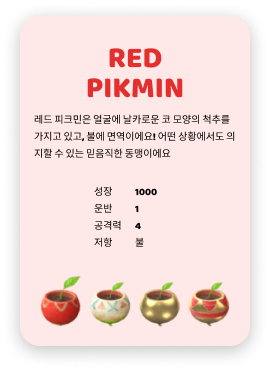 RED
PIKMIN
레드 피크민은 얼굴에 날카로운 코 모양의 척추를
가지고 있고, 불에 면역이에요! 어떤 상황에서도 의
지할 수 있는 믿음직한 동맹이에요
성장 1000
운반 1
공격력 4
저항 불